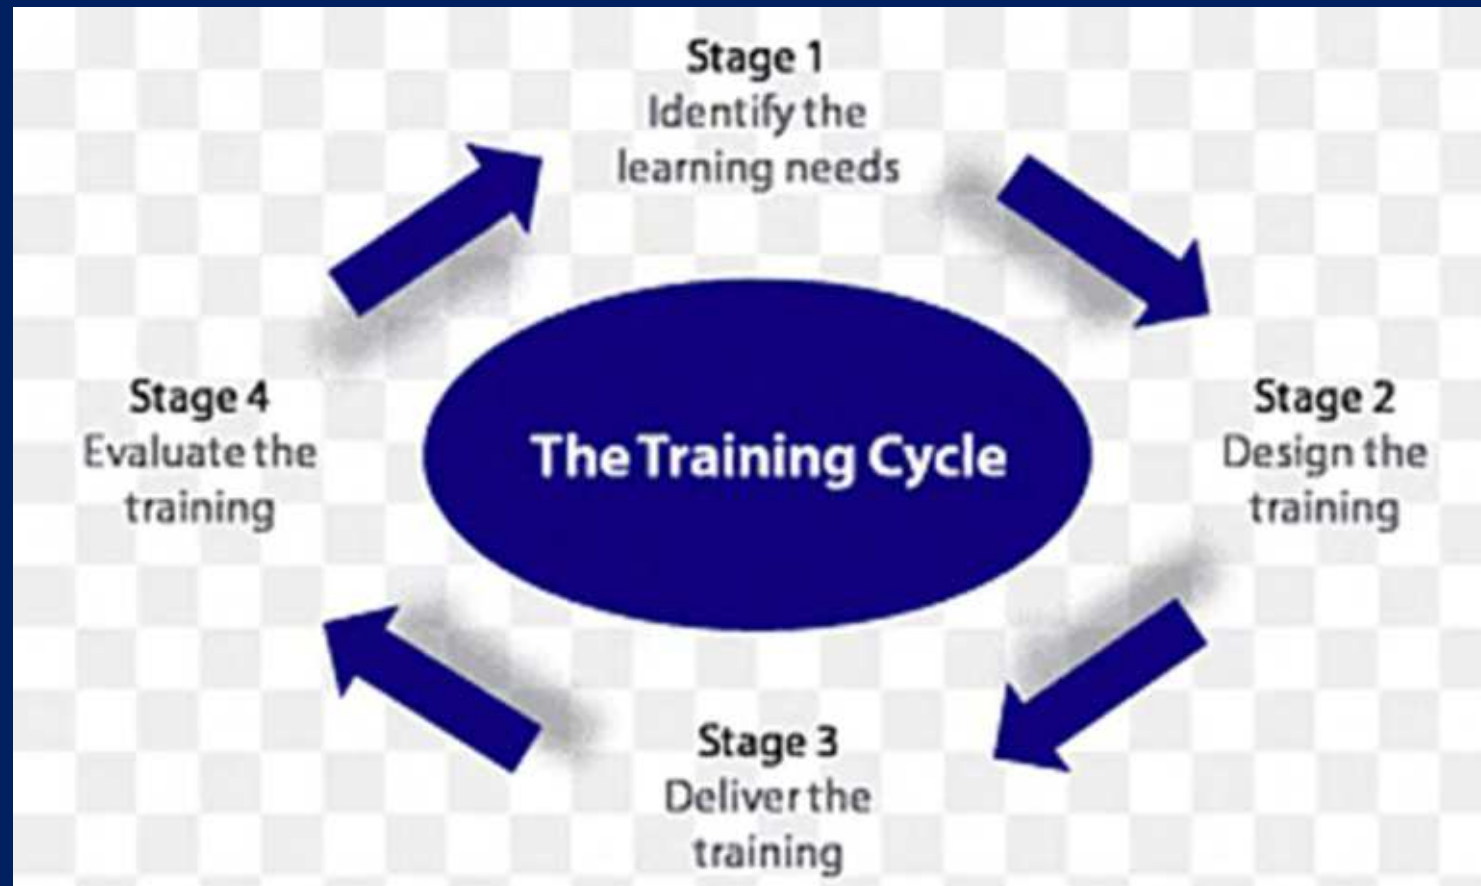 Stage 1
Identify the
learning needs
Stage 2
Design the
training
Stage 3
Deliver the
training
Stage 4
Evaluate the
training
The Training Cycle